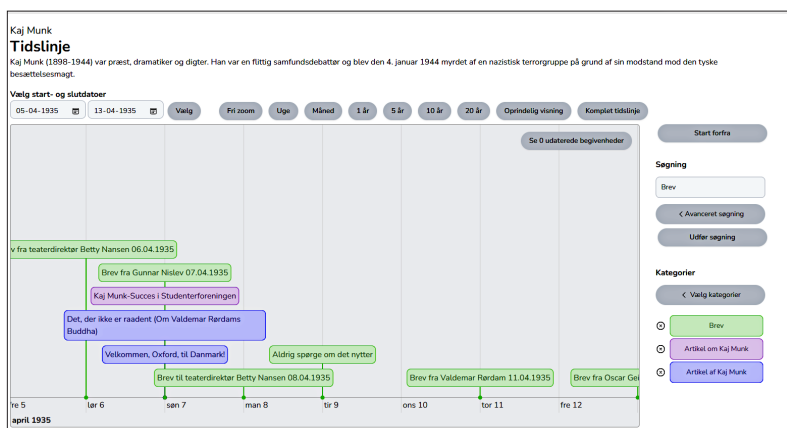 Kaj Munk
Tidslinje
Kaj Munk (1898-1944) var præst, dramatiker og digter. Han var en flittig samfundsdebattør og blev den 4. januar 1944 myrdet af en nazistisk terrorgruppe på grund af sin modstand mod den tyske
besættelsesmagt.
Vælg start- og slutdatoer
05-04-1935 13-04-1935 Vælg Fri zoom Uge Måned 1 år 5 år 10 år 20 år Oprindelig visning Komplet tidslinje
Se 0 udaterede begivenheder
Start forfra
Søgning
Brev
< Avanceret søgning
Udfør søgning
Kategorier
< Vælg kategorier
Brev
Artikel om Kaj Munk
Artikel af Kaj Munk
v fra teaterdirektør Betty Nansen 06.04.1935
Brev fra Gunnar Nislev 07.04.1935
Kaj Munk-Succes i Studenterforeningen
Det, der ikke er raadent (Om Valdemar Rørdams
Buddha)
Velkommen, Oxford, til Danmark!
Aldrig spørge om det nytter
Brev til teaterdirektør Betty Nansen 08.04.1935
Brev fra Valdemar Rørdam 11.04.1935
Brev fra Oscar Gei
fre 5 lør 6 søn 7 man 8 tir 9 ons 10 tor 11 fre 12
april 1935